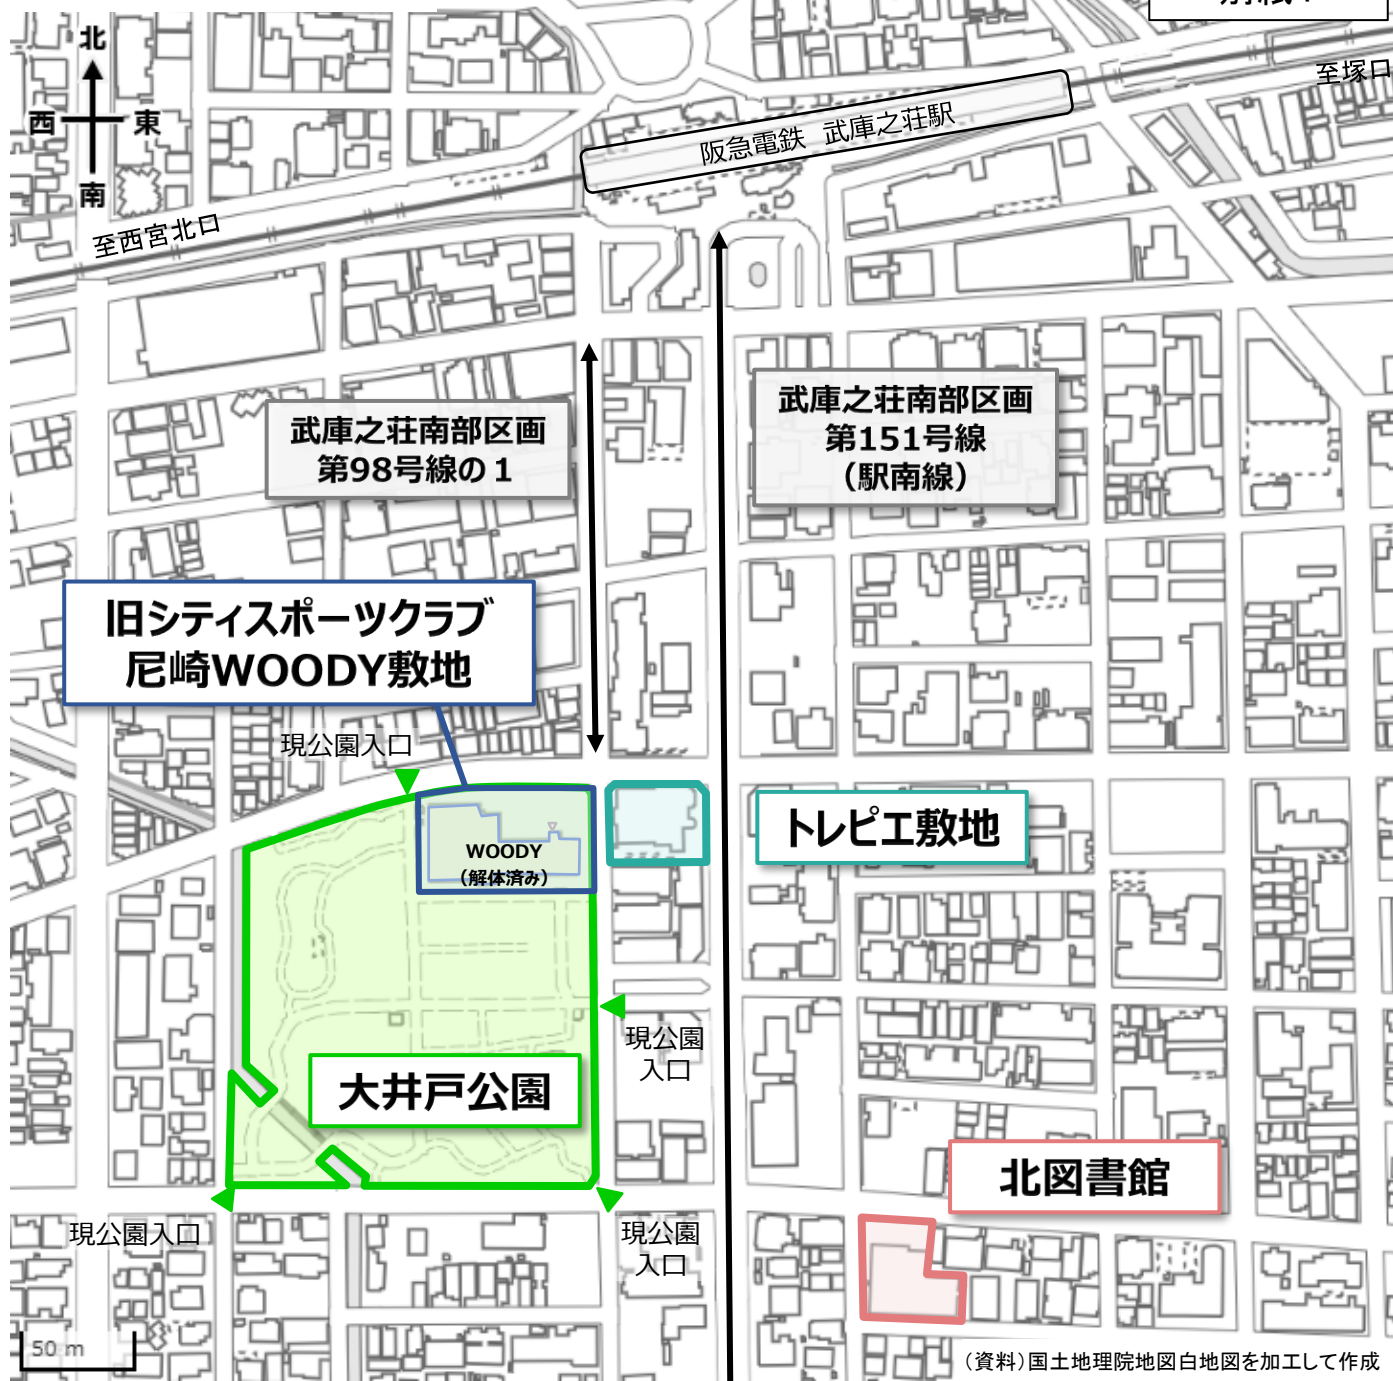 北
西
東
南
至塚口
阪急電鉄　武庫之荘駅
至西宮北口
武庫之荘南部区画
第98号線の１
武庫之荘南部区画
第151号線
（駅南線）
旧シティスポーツクラブ
尼崎WOODY敷地
現公園入口
トレピエ敷地
WOODY
（解体済み）
現公園
入口
大井戸公園
北図書館
現公園入口
現公園
入口
50 m
（資料）国土地理院地図白地図を加工して作成